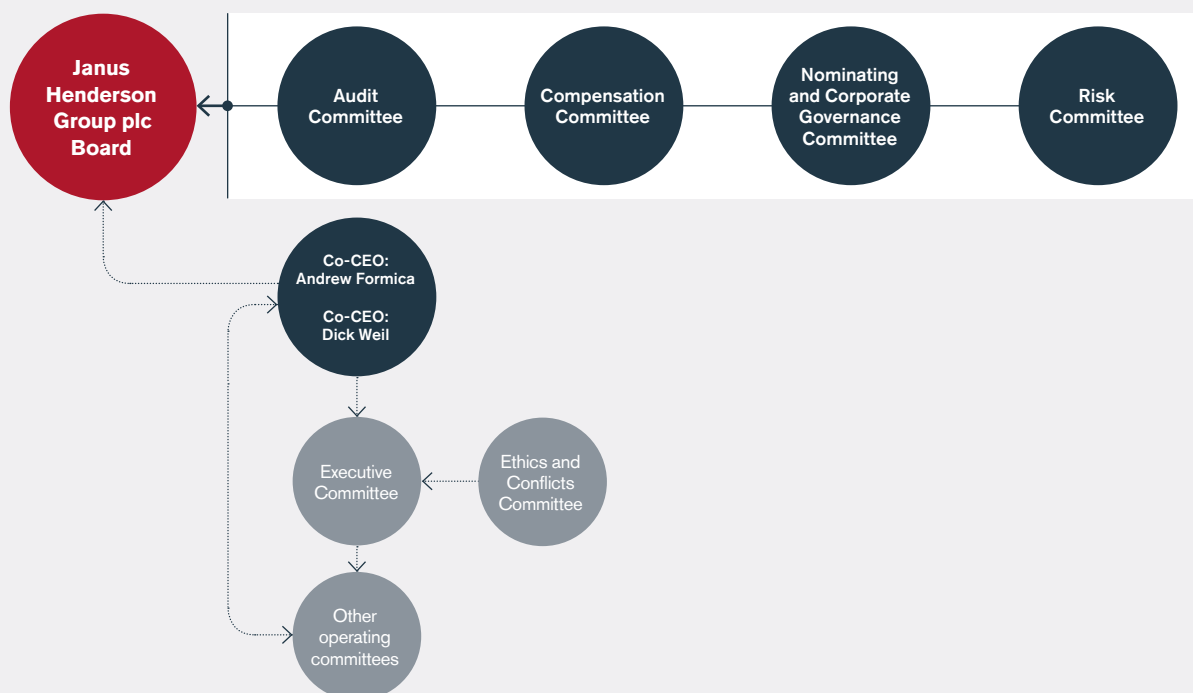 Janus
Henderson
Group plc
Board
Audit
Committee
Compensation
Committee
Nominating
and Corporate
Governance
Committee
Risk
Committee
Co-CEO:
Andrew Formica
Co-CEO:
Dick Weil
Executive
Committee
Ethics and
Conflicts
Committee
Other
operating
committees